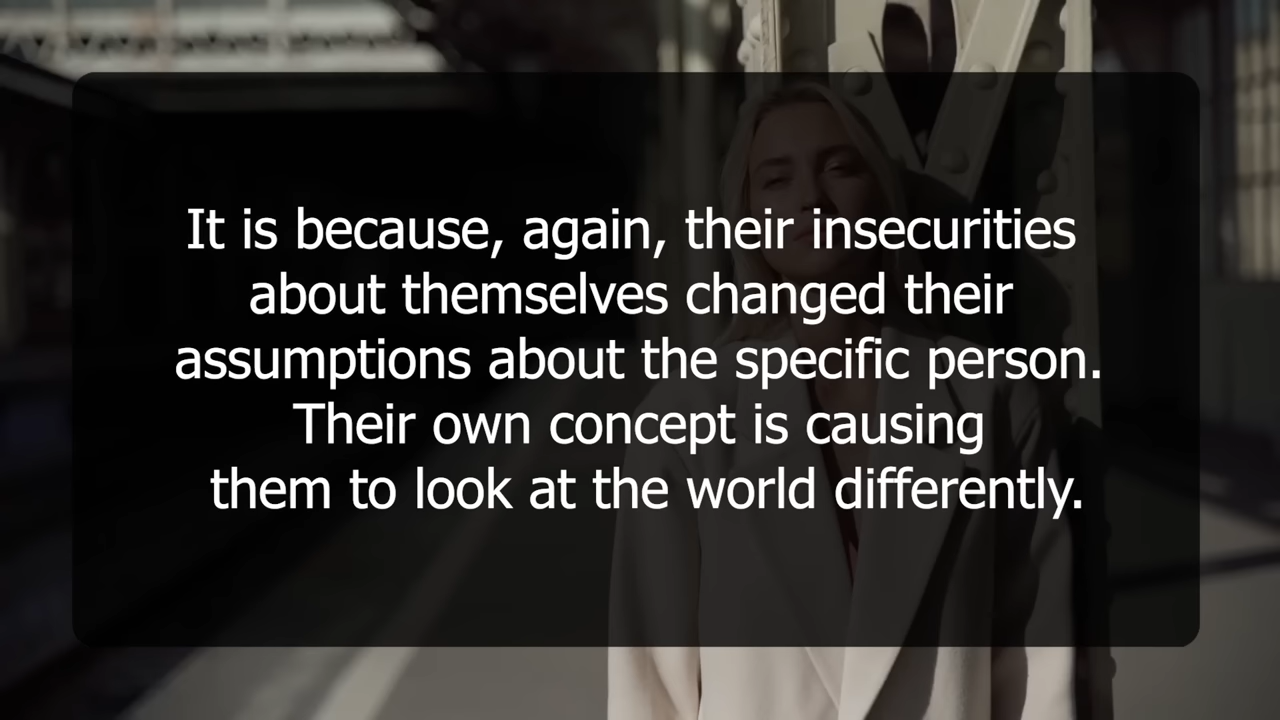 It is because, again, their insecurities
about themselves changed their
assumptions about the specific person.
Their own concept is causing
them to look at the world differently.